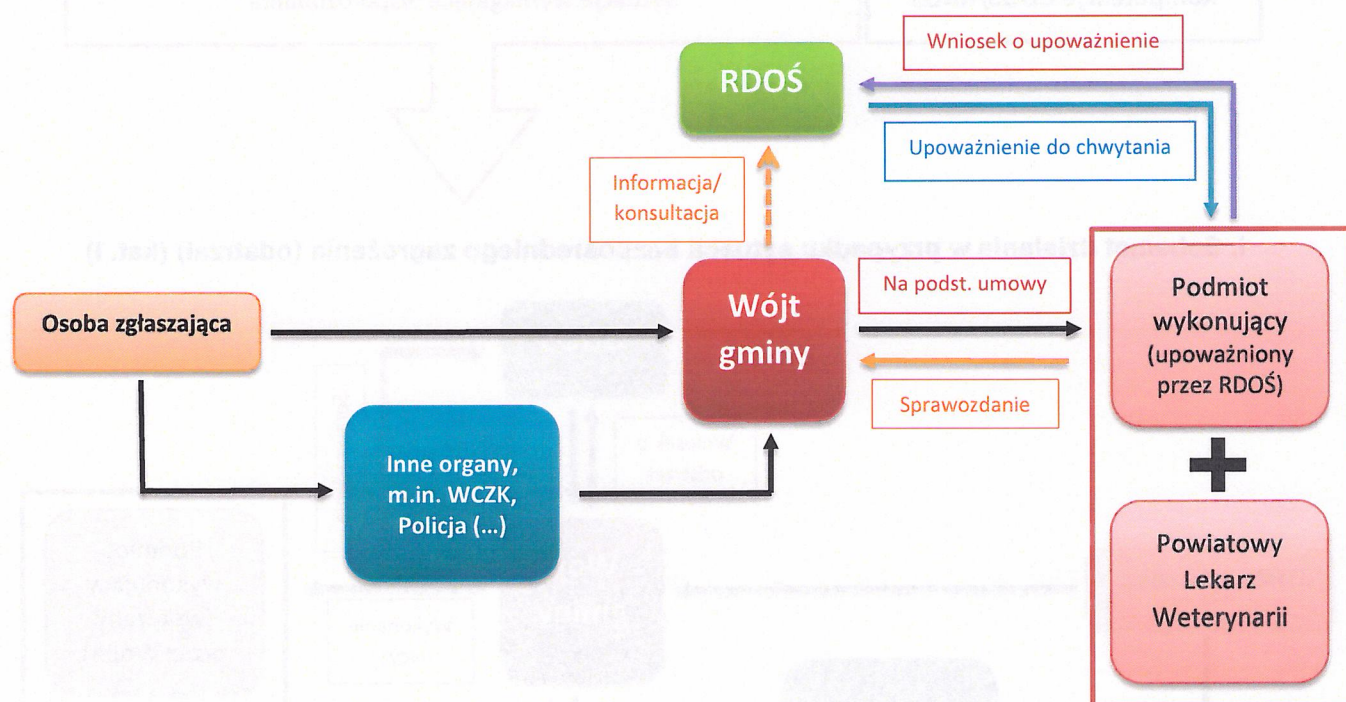 Wniosek o upoważnienie
RDOŚ
Upoważnienie do chwytania
Informacja/
konsultacja
Osoba zgłaszająca
Wójt
gminy
Na podst. umowy
Sprawozdanie
Podmiot
wykonujący
(upoważniony
przez RDOŚ)
Inne organy,
m.in. WCZK,
Policja (...)
Powiatowy
Lekarz
Weterynarii